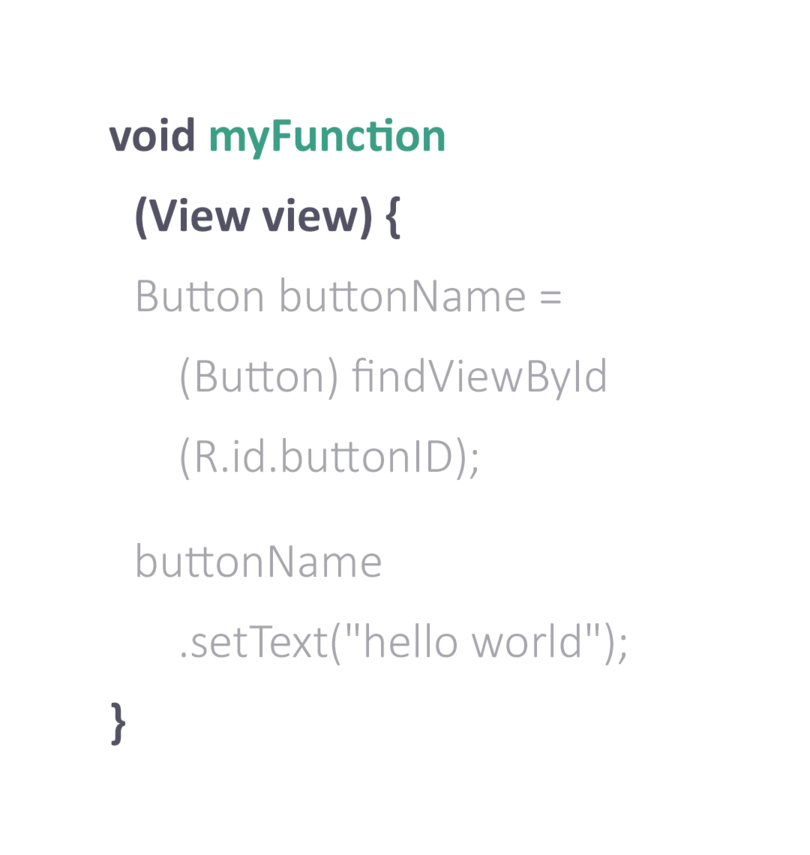 void myFunction
(View view) {
Button buttonName =
(Button) findViewById
(R.id.buttonID);
buttonName
.setText("hello world");
}